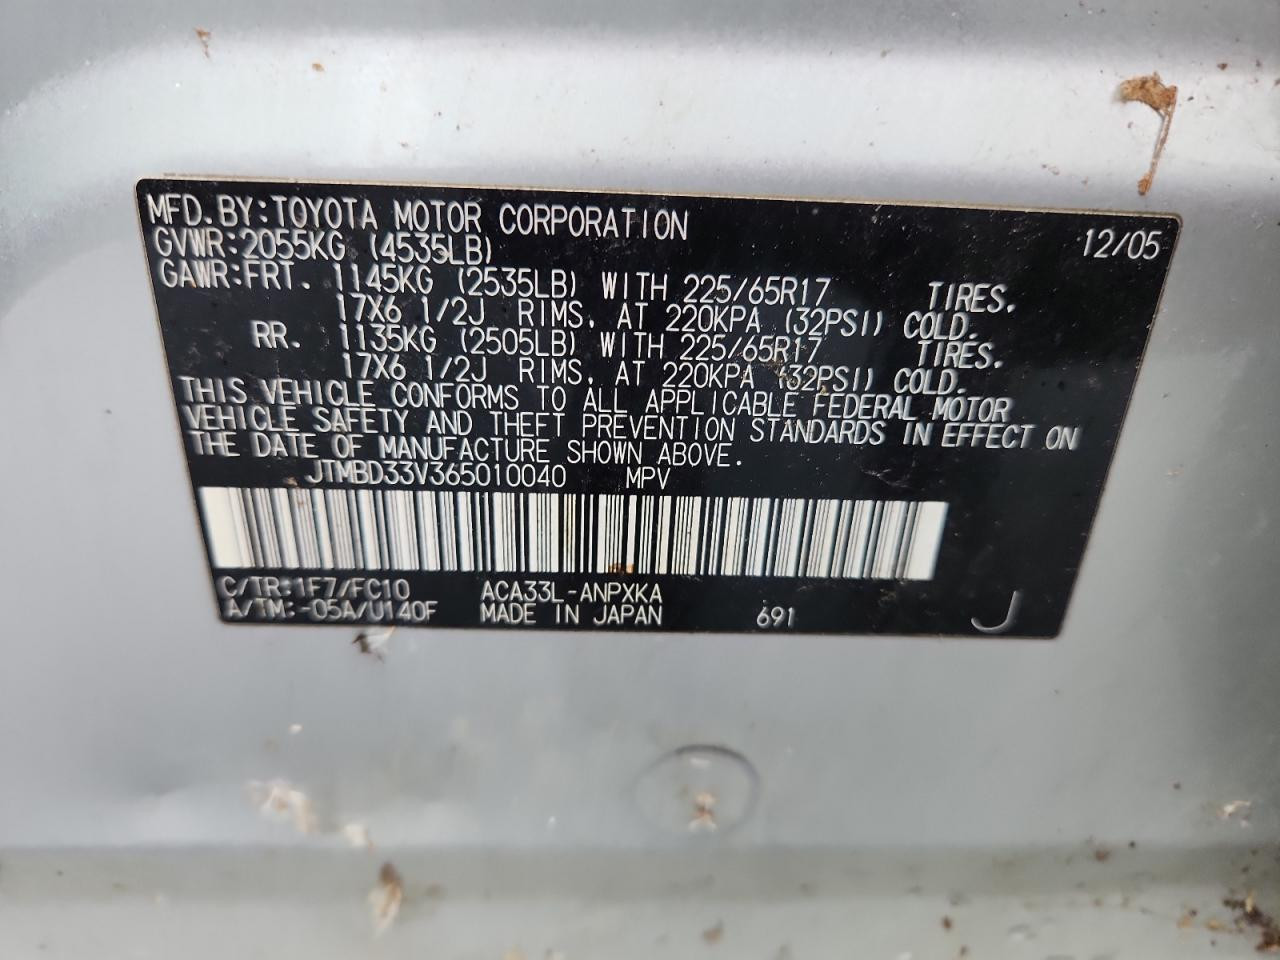 MFD.BY:TOYOTA MOTOR CORPORATION 12/05
GVWR:2055KG (4535LB)
GAWR:FRT. 1145KG (2535LB) WITH 225/65R17 TIRES.
17X6 1/2J RIMS, AT 220KPA (32PSI) COLD.
RR. 1135KG (2505LB) WITH 225/65R17 TIRES.
17X6 1/2J RIMS, AT 220KPA (32PSI) COLD.
THIS VEHICLE CONFORMS TO ALL APPLICABLE FEDERAL MOTOR
VEHICLE SAFETY AND THEFT PREVENTION STANDARDS IN EFFECT ON
THE DATE OF MANUFACTURE SHOWN ABOVE.
JTMBD33V365010040 MPV
C/TR:1F7/FC10 ACA33L-ANPXKA
A/TM:-05A/U140F MADE IN JAPAN 691 J